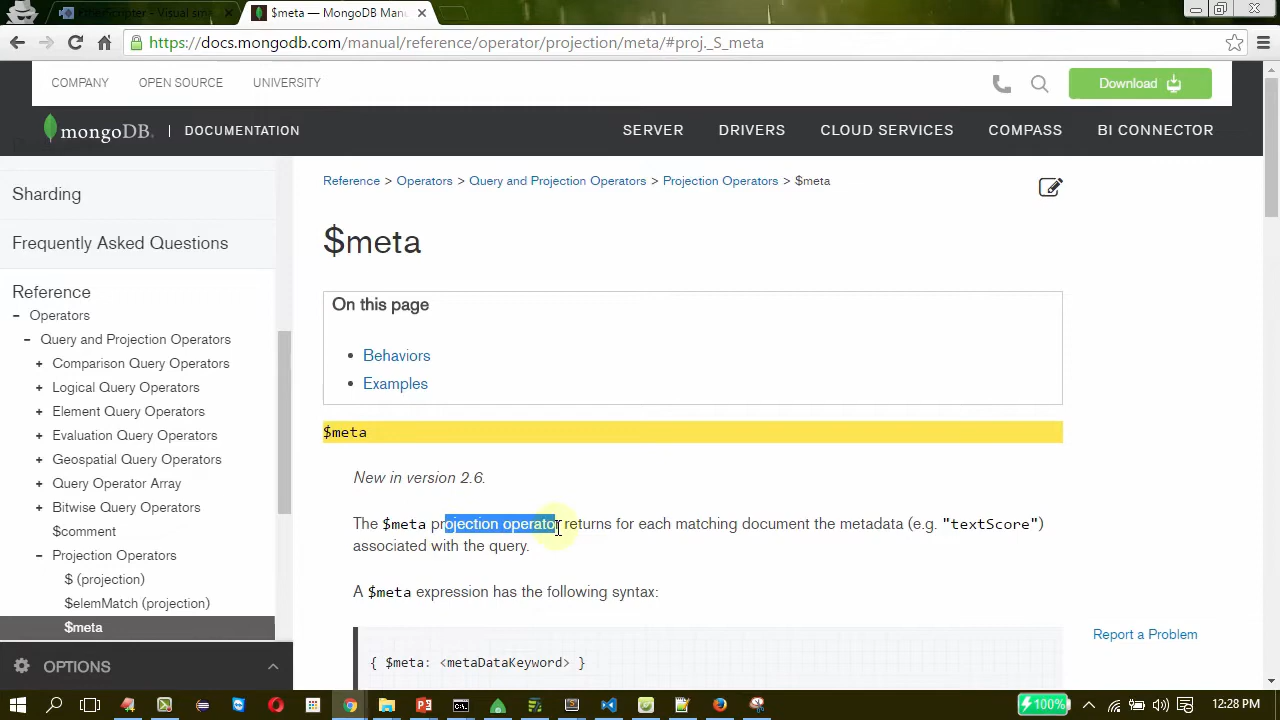 EtherScripter - Visual sm
$meta — MongoDB Manu
https://docs.mongodb.com/manual/reference/operator/projection/meta/#proj._S_meta
COMPANY OPEN SOURCE UNIVERSITY Download
mongoDB. | DOCUMENTATION SERVER DRIVERS CLOUD SERVICES COMPASS BI CONNECTOR
Sharding
Frequently Asked Questions
Reference
− Operators
− Query and Projection Operators
+ Comparison Query Operators
+ Logical Query Operators
+ Element Query Operators
+ Evaluation Query Operators
+ Geospatial Query Operators
+ Query Operator Array
+ Bitwise Query Operators
$comment
− Projection Operators
$ (projection)
$elemMatch (projection)
$meta
OPTIONS
Reference > Operators > Query and Projection Operators > Projection Operators > $meta
$meta
On this page
• Behaviors
• Examples
$meta
New in version 2.6.
The $meta projection operator returns for each matching document the metadata (e.g. "textScore")
associated with the query.
A $meta expression has the following syntax:
{ $meta: <metaDataKeyword> }
Report a Problem
100% 12:28 PM